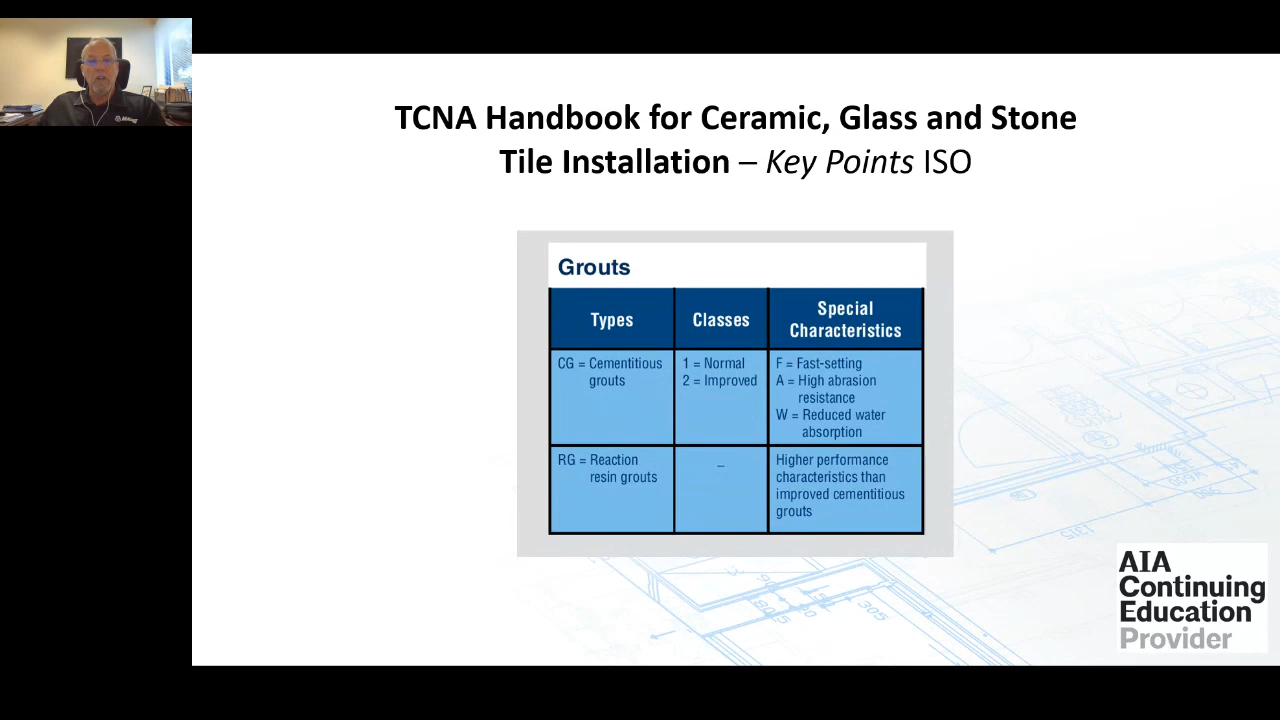 TCNA Handbook for Ceramic, Glass and Stone
Tile Installation – Key Points ISO
Grouts
Types
Classes
Special
Characteristics
CG = Cementitious
grouts
1 = Normal
2 = Improved
F = Fast-setting
A = High abrasion
resistance
W = Reduced water
absorption
RG = Reaction
resin grouts
–
Higher performance
characteristics than
improved cementitious
grouts
1315
305
AIA
Continuing
Education
Provider